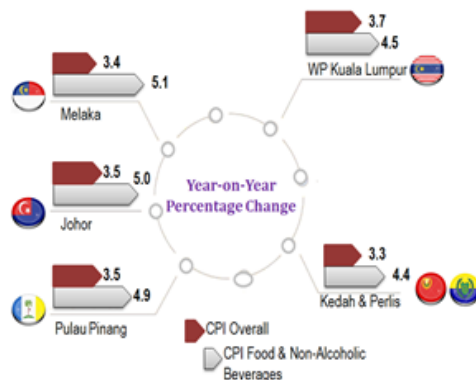 3.4
5.1
Melaka
3.5
5.0
Johor
3.5
4.9
Pulau Pinang
Year-on-Year
Percentage Change
3.7
4.5
WP Kuala Lumpur
3.3
4.4
Kedah & Perlis
CPI Overall
CPI Food & Non-Alcoholic
Beverages